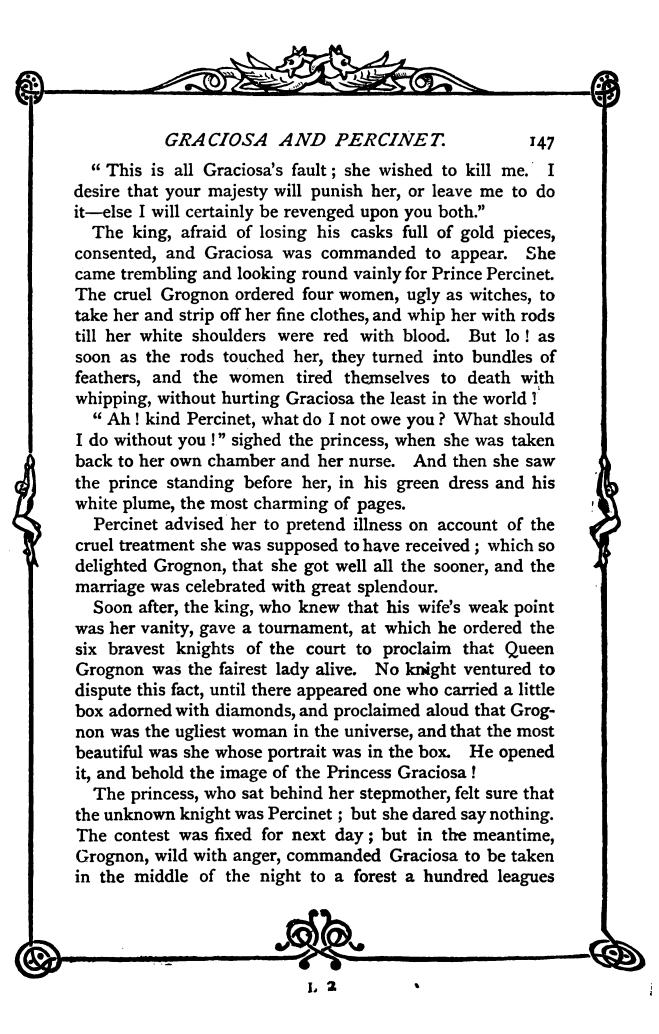 GRACIOSA AND PERCINET. 147
“ This is all Graciosa's fault ; she wished to kill me. I
desire that your majesty will punish her, or leave me to do
it—else I will certainly be revenged upon you both.”
The king, afraid of losing his casks full of gold pieces,
consented, and Graciosa was commanded to appear. She
came trembling and looking round vainly for Prince Percinet.
The cruel Grognon ordered four women, ugly as witches, to
take her and strip off her fine clothes, and whip her with rods
till her white shoulders were red with blood. But lo ! as
soon as the rods touched her, they turned into bundles of
feathers, and the women tired themselves to death with
whipping, without hurting Graciosa the least in the world !
“ Ah ! kind Percinet, what do I not owe you ? What should
I do without you !” sighed the princess, when she was taken
back to her own chamber and her nurse. And then she saw
the prince standing before her, in his green dress and his
white plume, the most charming of pages.
Percinet advised her to pretend illness on account of the
cruel treatment she was supposed to have received ; which so
delighted Grognon, that she got well all the sooner, and the
marriage was celebrated with great splendour.
Soon after, the king, who knew that his wife's weak point
was her vanity, gave a tournament, at which he ordered the
six bravest knights of the court to proclaim that Queen
Grognon was the fairest lady alive. No knight ventured to
dispute this fact, until there appeared one who carried a little
box adorned with diamonds, and proclaimed aloud that Grog-
non was the ugliest woman in the universe, and that the most
beautiful was she whose portrait was in the box. He opened
it, and behold the image of the Princess Graciosa !
The princess, who sat behind her stepmother, felt sure that
the unknown knight was Percinet ; but she dared say nothing.
The contest was fixed for next day ; but in the meantime,
Grognon, wild with anger, commanded Graciosa to be taken
in the middle of the night to a forest a hundred leagues
L 2